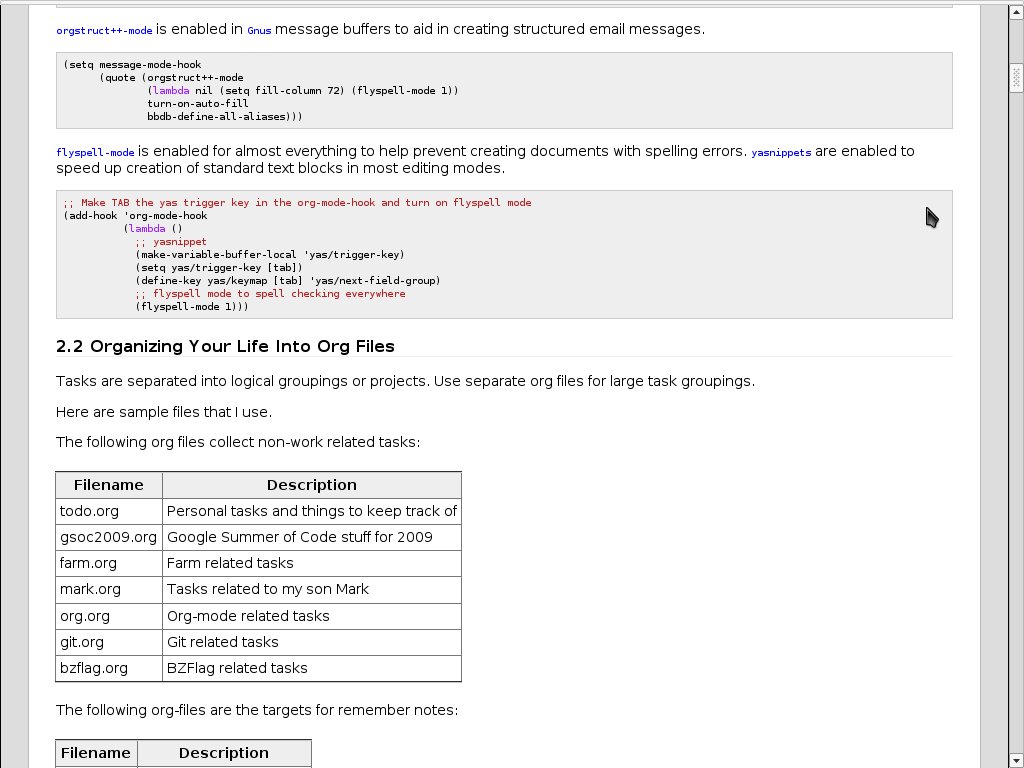 orgstruct++-mode is enabled in Gnus message buffers to aid in creating structured email messages.
(setq message-mode-hook
      (quote (orgstruct++-mode
              (lambda nil (setq fill-column 72) (flyspell-mode 1))
              turn-on-auto-fill
              bbdb-define-all-aliases)))
flyspell-mode is enabled for almost everything to help prevent creating documents with spelling errors. yasnippets are enabled to
speed up creation of standard text blocks in most editing modes.
;; Make TAB the yas trigger key in the org-mode-hook and turn on flyspell mode
(add-hook 'org-mode-hook
          (lambda ()
            ;; yasnippet
            (make-variable-buffer-local 'yas/trigger-key)
            (setq yas/trigger-key [tab])
            (define-key yas/keymap [tab] 'yas/next-field-group)
            ;; flyspell mode to spell checking everywhere
            (flyspell-mode 1)))
2.2 Organizing Your Life Into Org Files
Tasks are separated into logical groupings or projects. Use separate org files for large task groupings.
Here are sample files that I use.
The following org files collect non-work related tasks:
Filename Description
todo.org Personal tasks and things to keep track of
gsoc2009.org Google Summer of Code stuff for 2009
farm.org Farm related tasks
mark.org Tasks related to my son Mark
org.org Org-mode related tasks
git.org Git related tasks
bzflag.org BZFlag related tasks
The following org-files are the targets for remember notes:
Filename Description